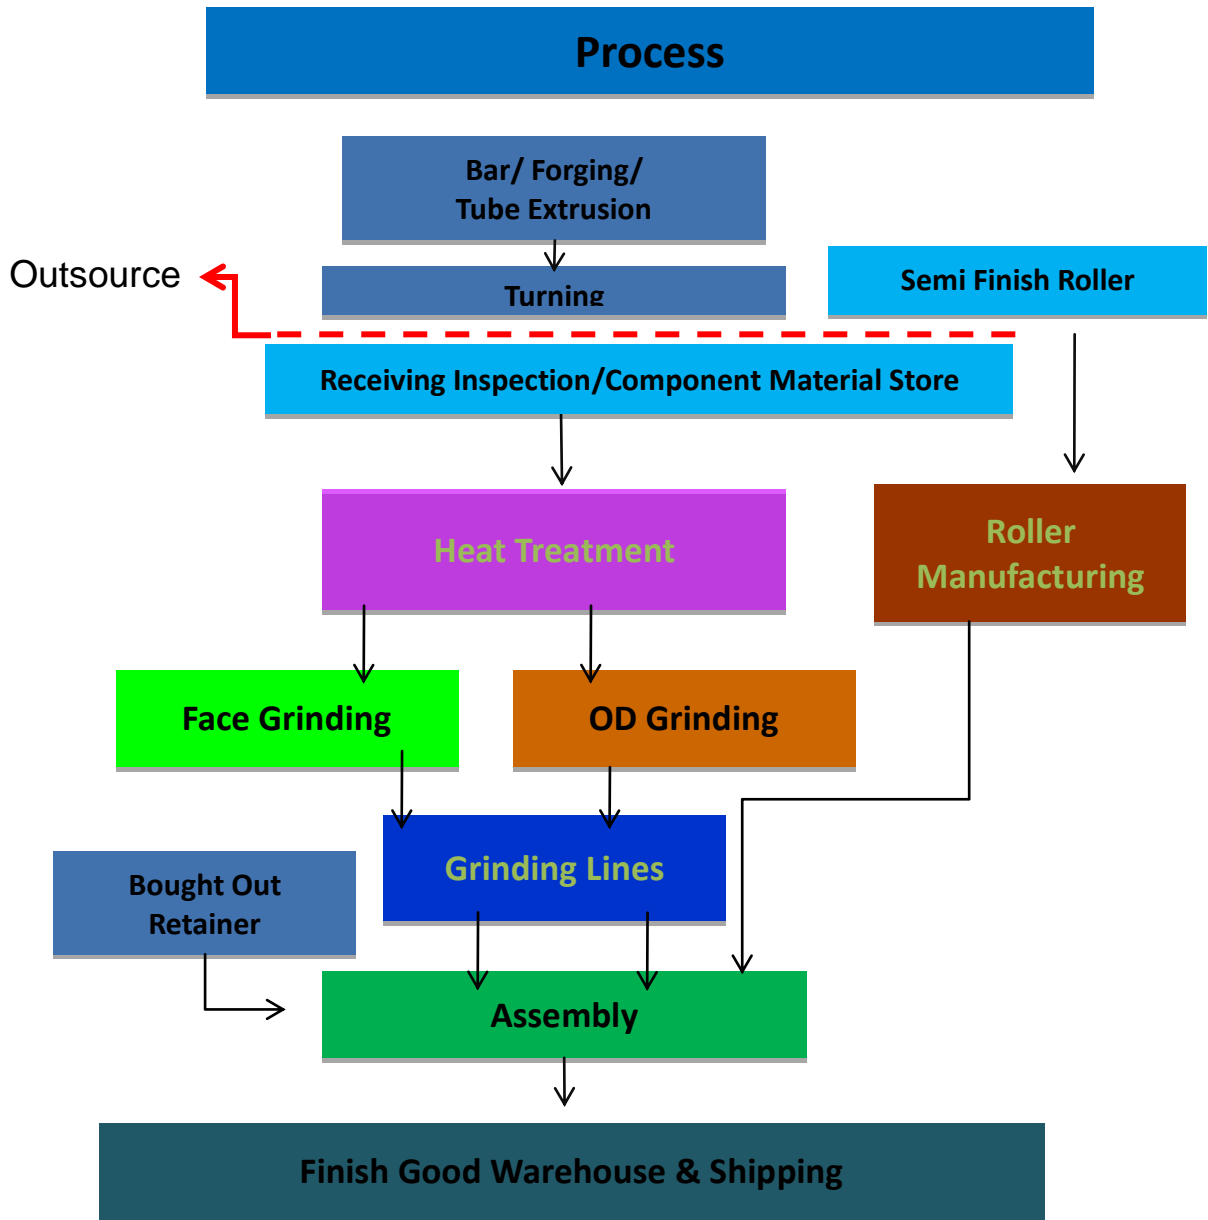 Process
Bar/ Forging/
Tube Extrusion
Outsource
Turning
Semi Finish Roller
Receiving Inspection/Component Material Store
Heat Treatment
Roller
Manufacturing
Face Grinding
OD Grinding
Grinding Lines
Bought Out
Retainer
Assembly
Finish Good Warehouse & Shipping